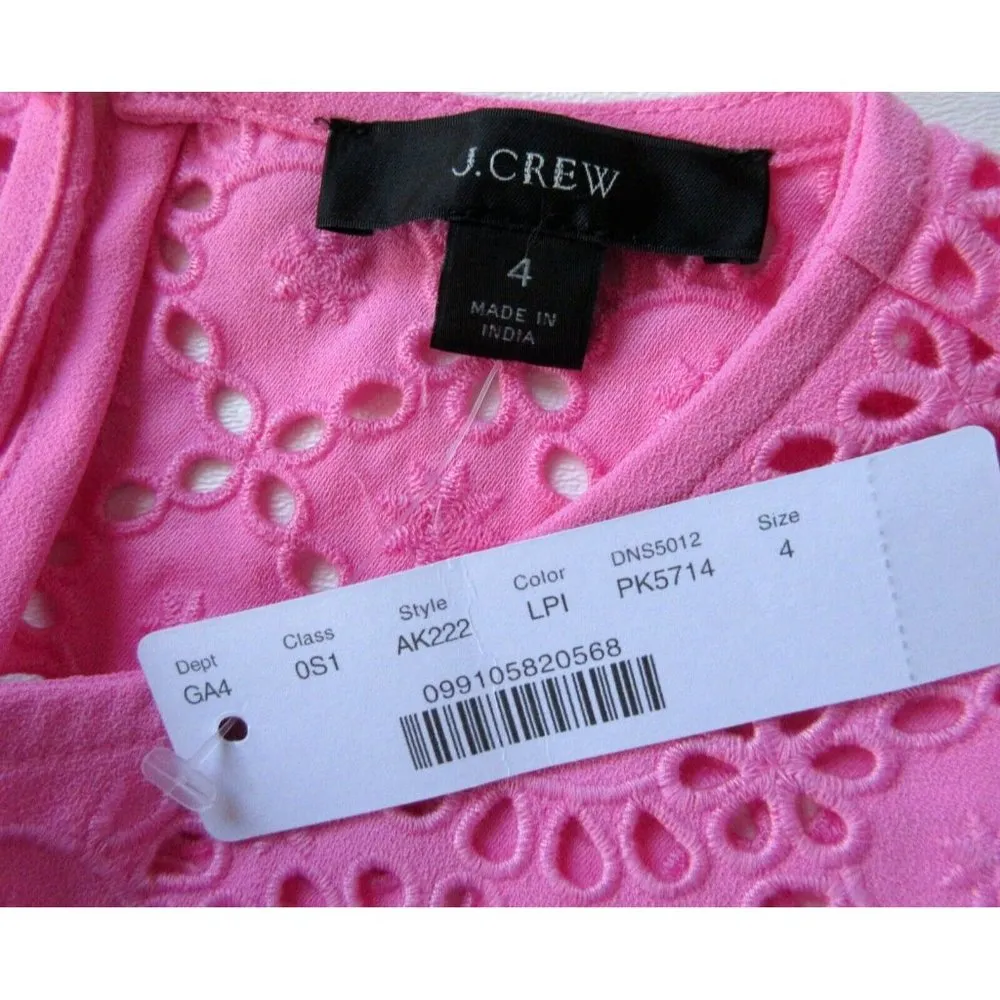 J.CREW
4
MADE IN
INDIA
Dept Class Style Color DNS5012 Size
GA4 0S1 AK222 LPI PK5714 4
099105820568